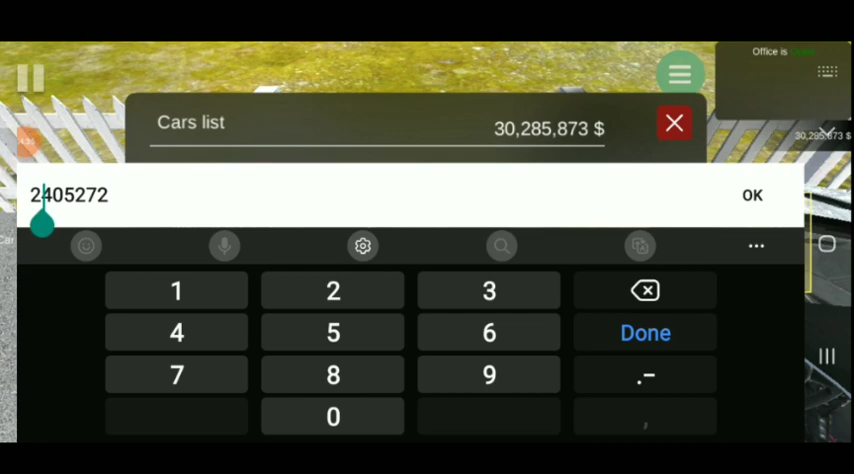 Office is
Cars list
30,285,873 $
30,285,873 $
2405272
OK
1 2 3
4 5 6 Done
7 8 9 .-
0 ,